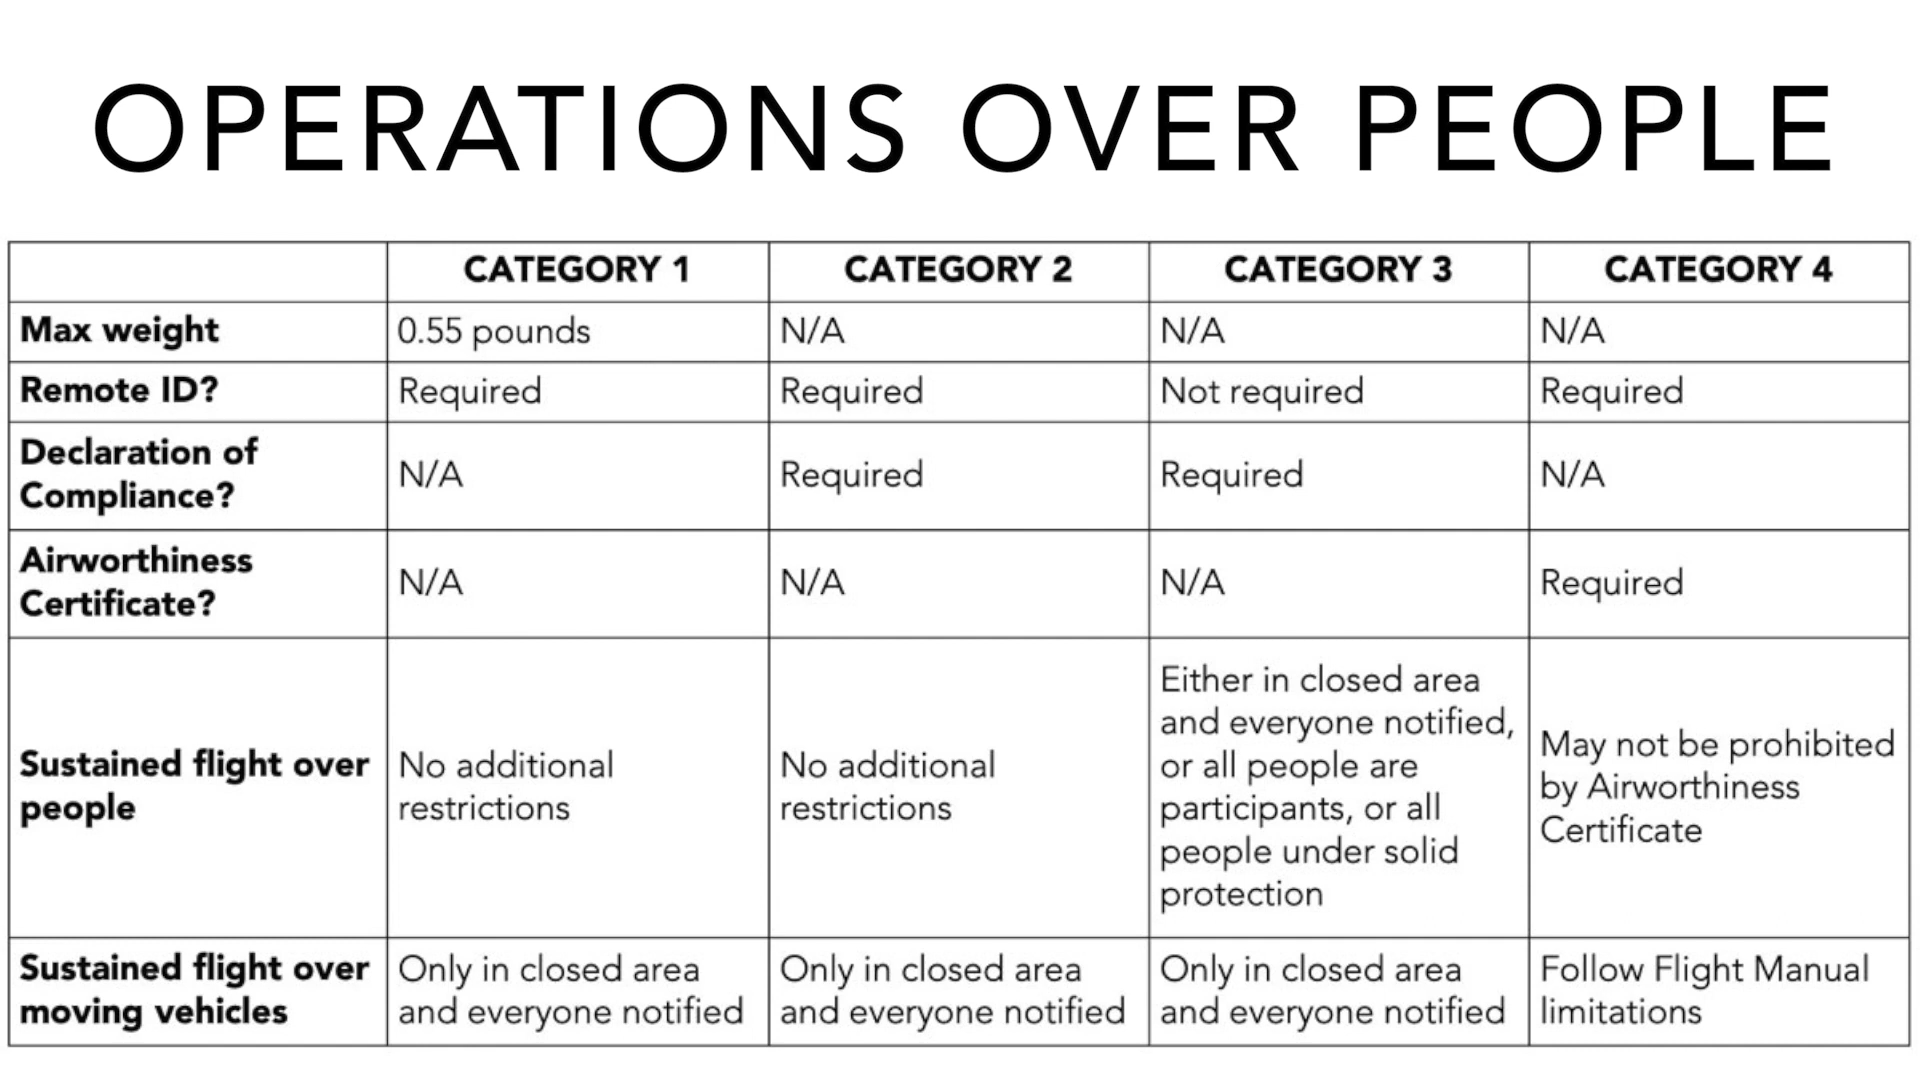 OPERATIONS OVER PEOPLE
CATEGORY 1 CATEGORY 2 CATEGORY 3 CATEGORY 4
Max weight 0.55 pounds N/A N/A N/A
Remote ID? Required Required Not required Required
Declaration of
Compliance?
N/A Required Required N/A
Airworthiness
Certificate?
N/A N/A N/A Required
Sustained flight over
people
No additional
restrictions
No additional
restrictions
Either in closed area
and everyone notified,
or all people are
participants, or all
people under solid
protection
May not be prohibited
by Airworthiness
Certificate
Sustained flight over
moving vehicles
Only in closed area
and everyone notified
Only in closed area
and everyone notified
Only in closed area
and everyone notified
Follow Flight Manual
limitations